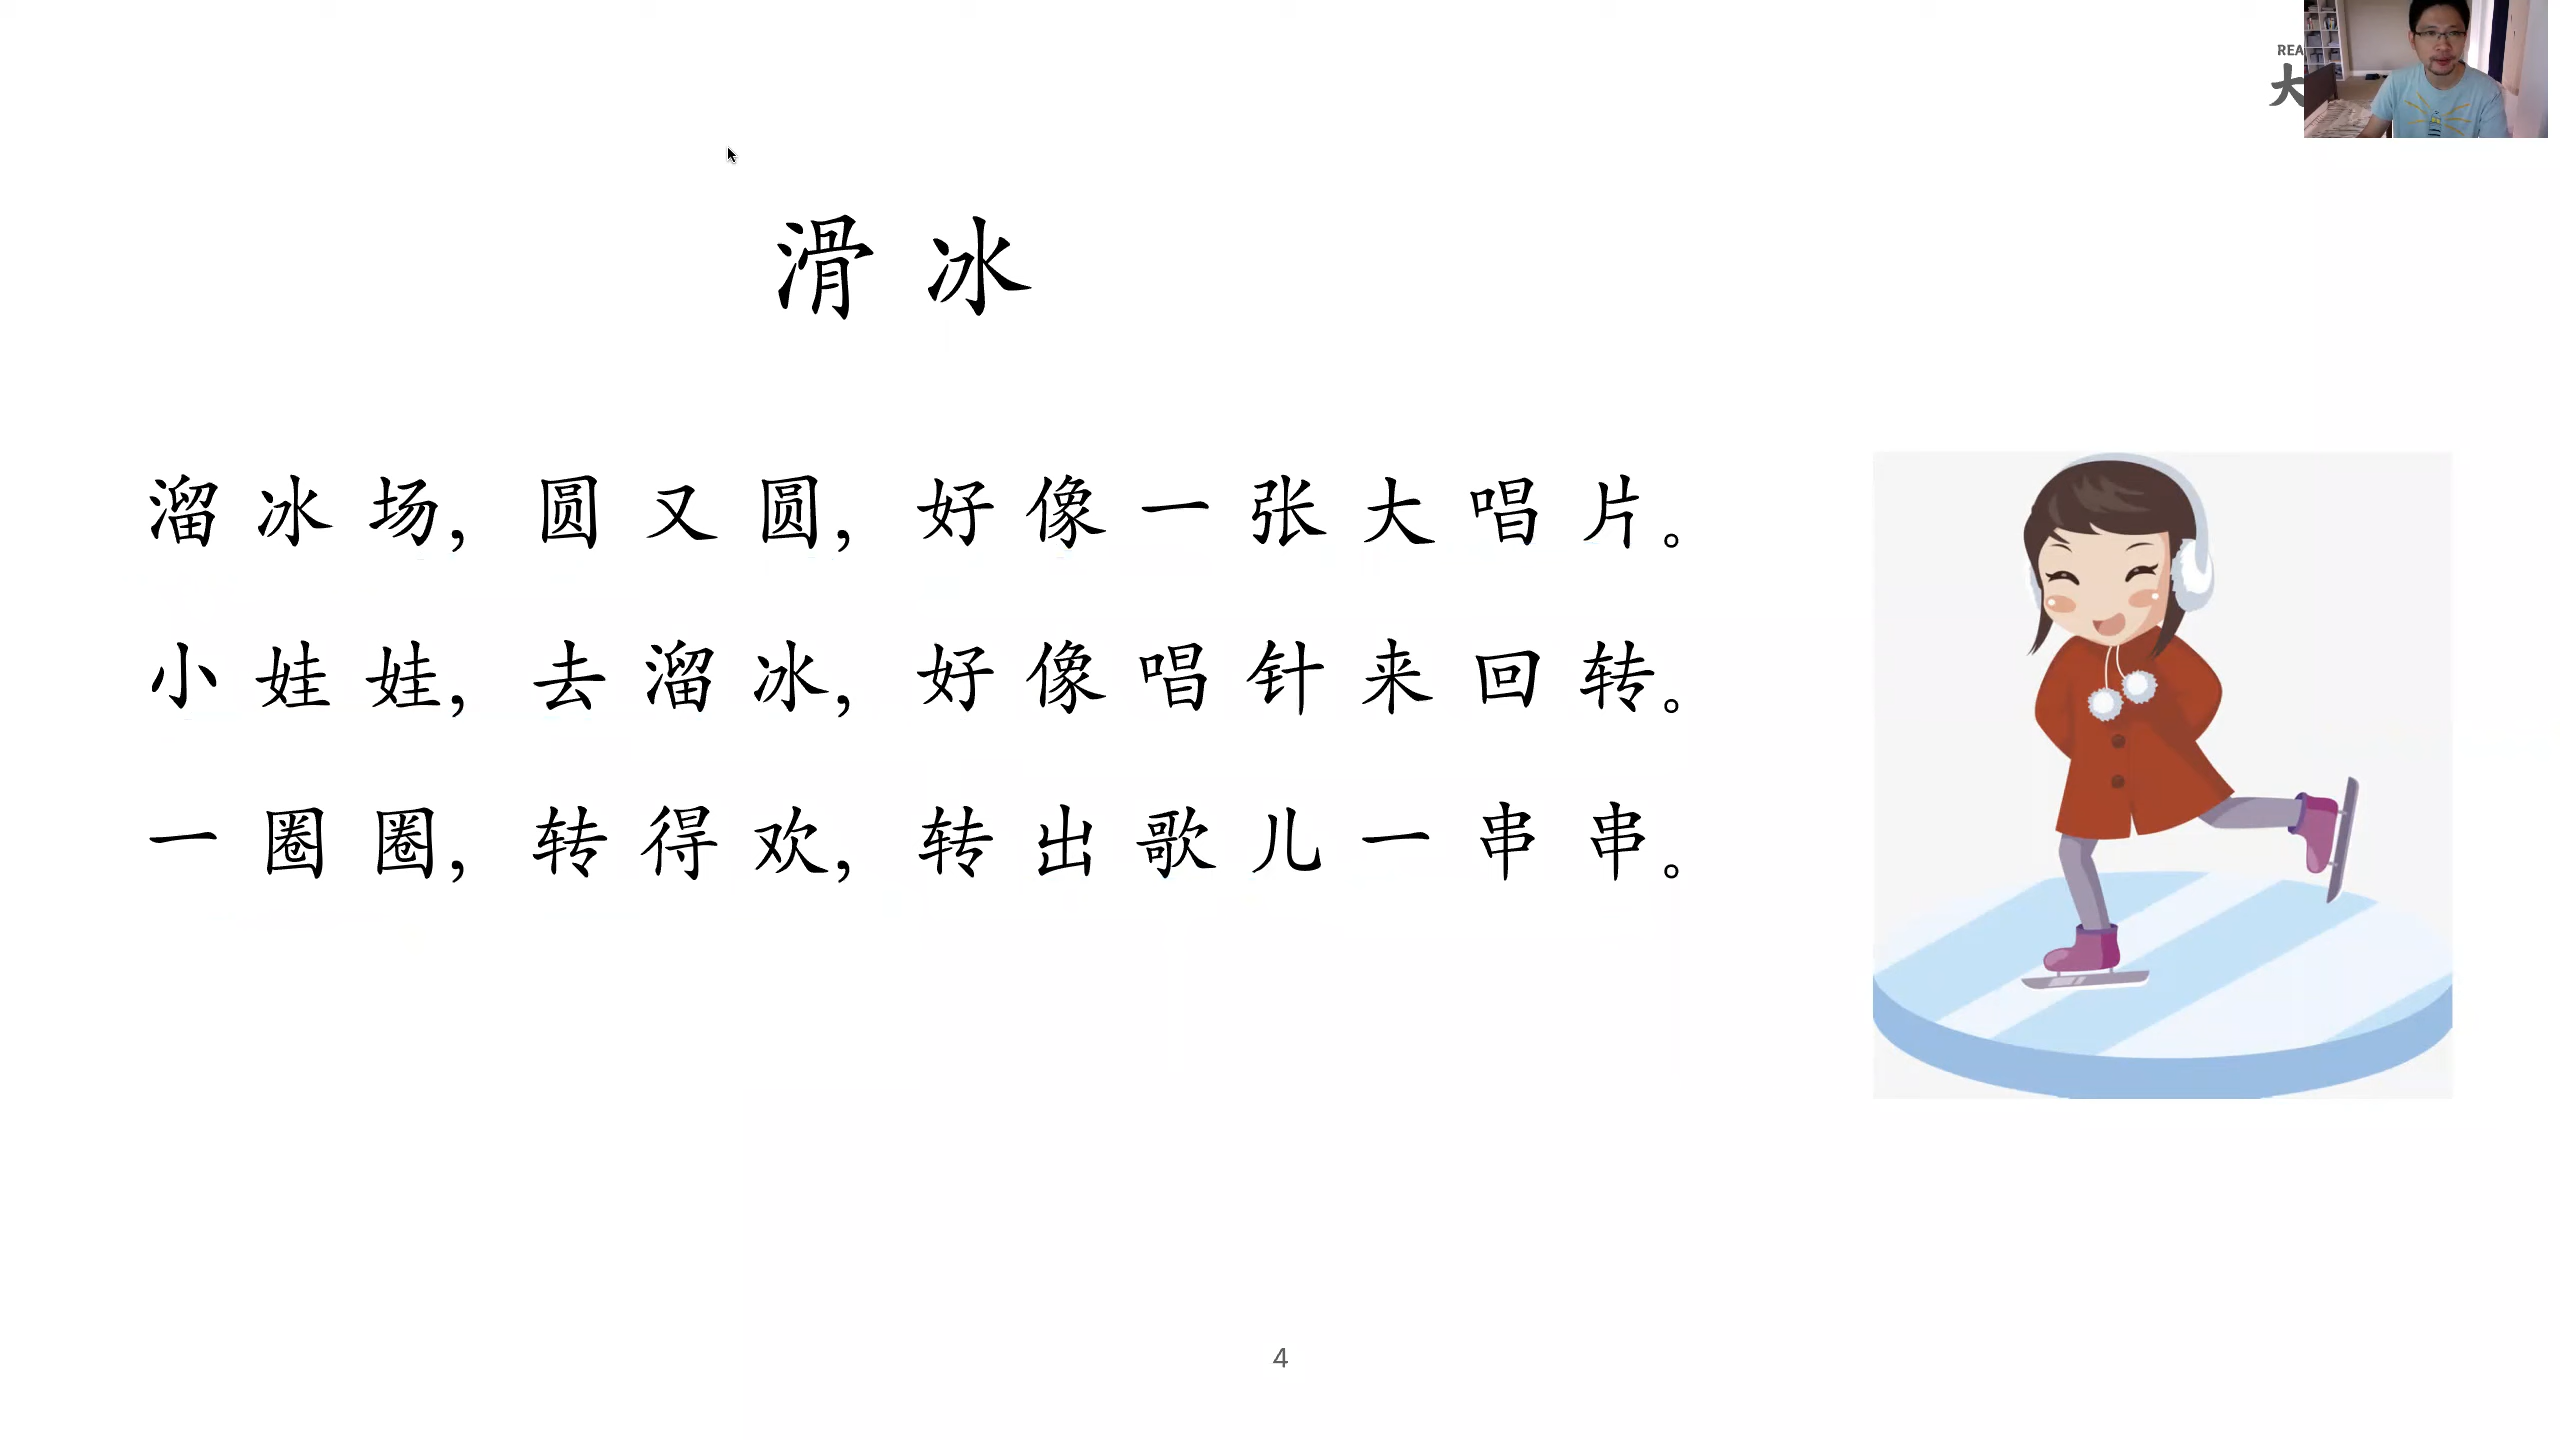 REA
大
滑冰
溜冰场，圆又圆，好像一张大唱片。
小娃娃，去溜冰，好像唱针来回转。
一圈圈，转得欢，转出歌儿一串串。
4